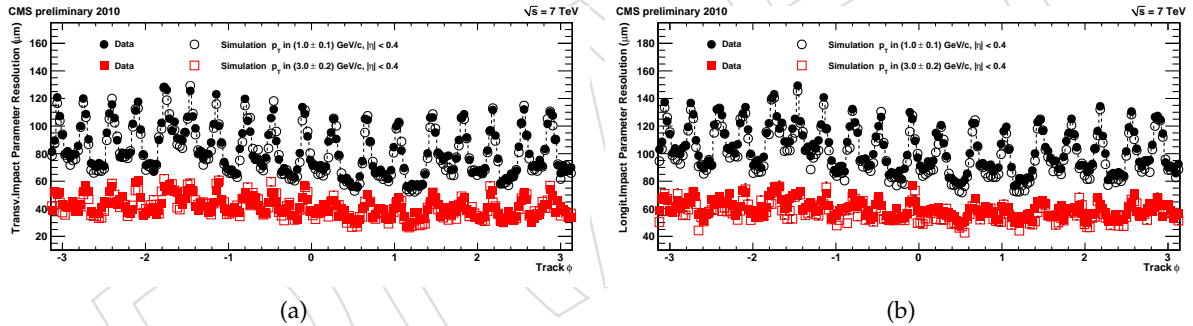 CMS preliminary 2010
√s = 7 TeV
Transv.Impact Parameter Resolution (μm)
160
140
120
100
80
60
40
20
Data
Simulation p_T in (1.0 ± 0.1) GeV/c, |η| < 0.4
Data
Simulation p_T in (3.0 ± 0.2) GeV/c, |η| < 0.4
-3 -2 -1 0 1 2 3
Track ϕ
(a)
CMS preliminary 2010
√s = 7 TeV
Longit.Impact Parameter Resolution (μm)
160
140
120
100
80
60
40
Data
Simulation p_T in (1.0 ± 0.1) GeV/c, |η| < 0.4
Data
Simulation p_T in (3.0 ± 0.2) GeV/c, |η| < 0.4
-3 -2 -1 0 1 2 3
Track ϕ
(b)